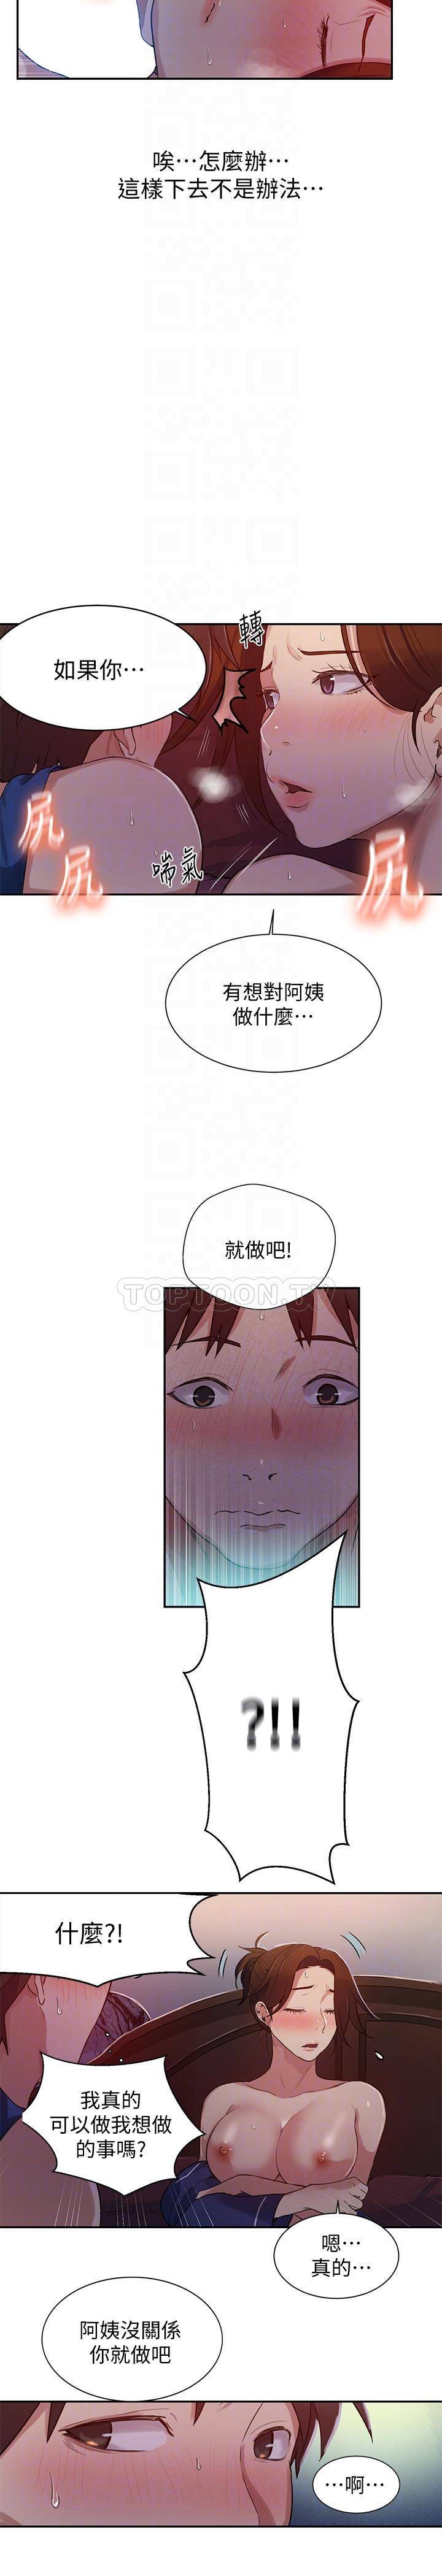 唉…怎麼辦…
這樣下去不是辦法…
轉
如果你…
尻
尻
喘氣
尻
有想對阿姨
做什麼…
就做吧!
TOPTOON.TV
?!!
什麼?!
我真的
可以做我想做
的事嗎?
嗯…
真的…
阿姨沒關係
你就做吧
…啊…